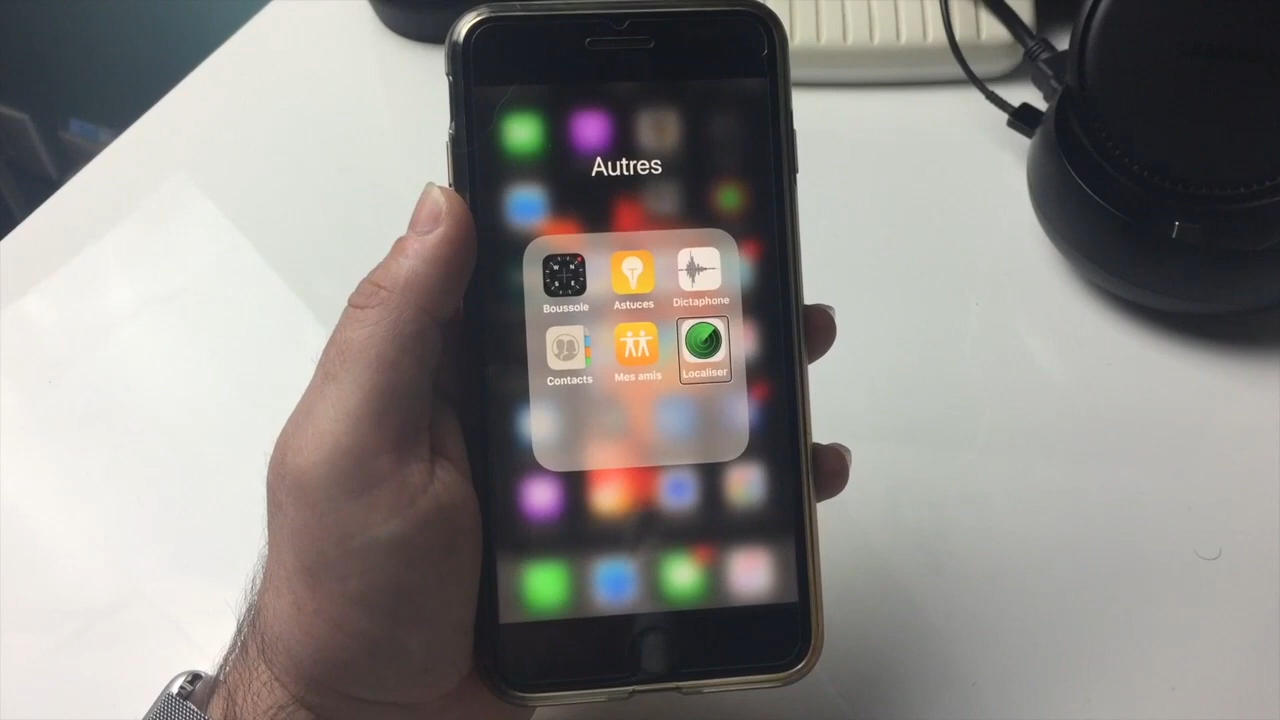 Autres
Boussole
Astuces
Dictaphone
Contacts
Mes amis
Localiser